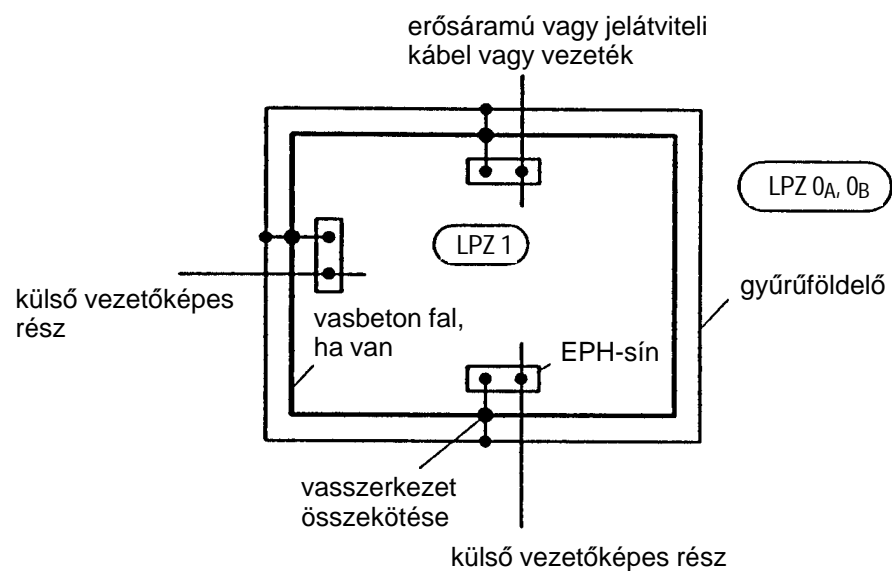 erősáramú vagy jelátviteli
kábel vagy vezeték
LPZ 0A, 0B
LPZ 1
külső vezetőképes
rész
gyűrűföldelő
vasbeton fal,
ha van
EPH-sín
vasszerkezet
összekötése
külső vezetőképes rész